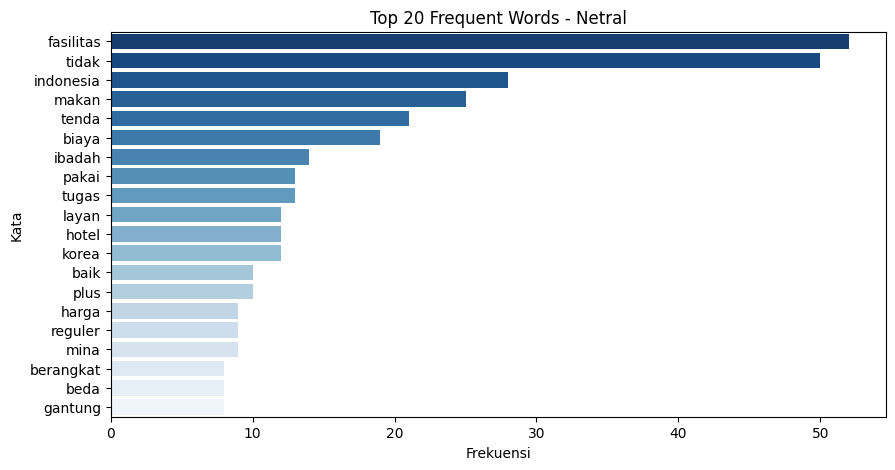 Top 20 Frequent Words - Netral
fasilitas
tidak
indonesia
makan
tenda
biaya
ibadah
pakai
tugas
layan
hotel
korea
baik
plus
harga
reguler
mina
berangkat
beda
gantung
Kata
0 10 20 30 40 50
Frekuensi